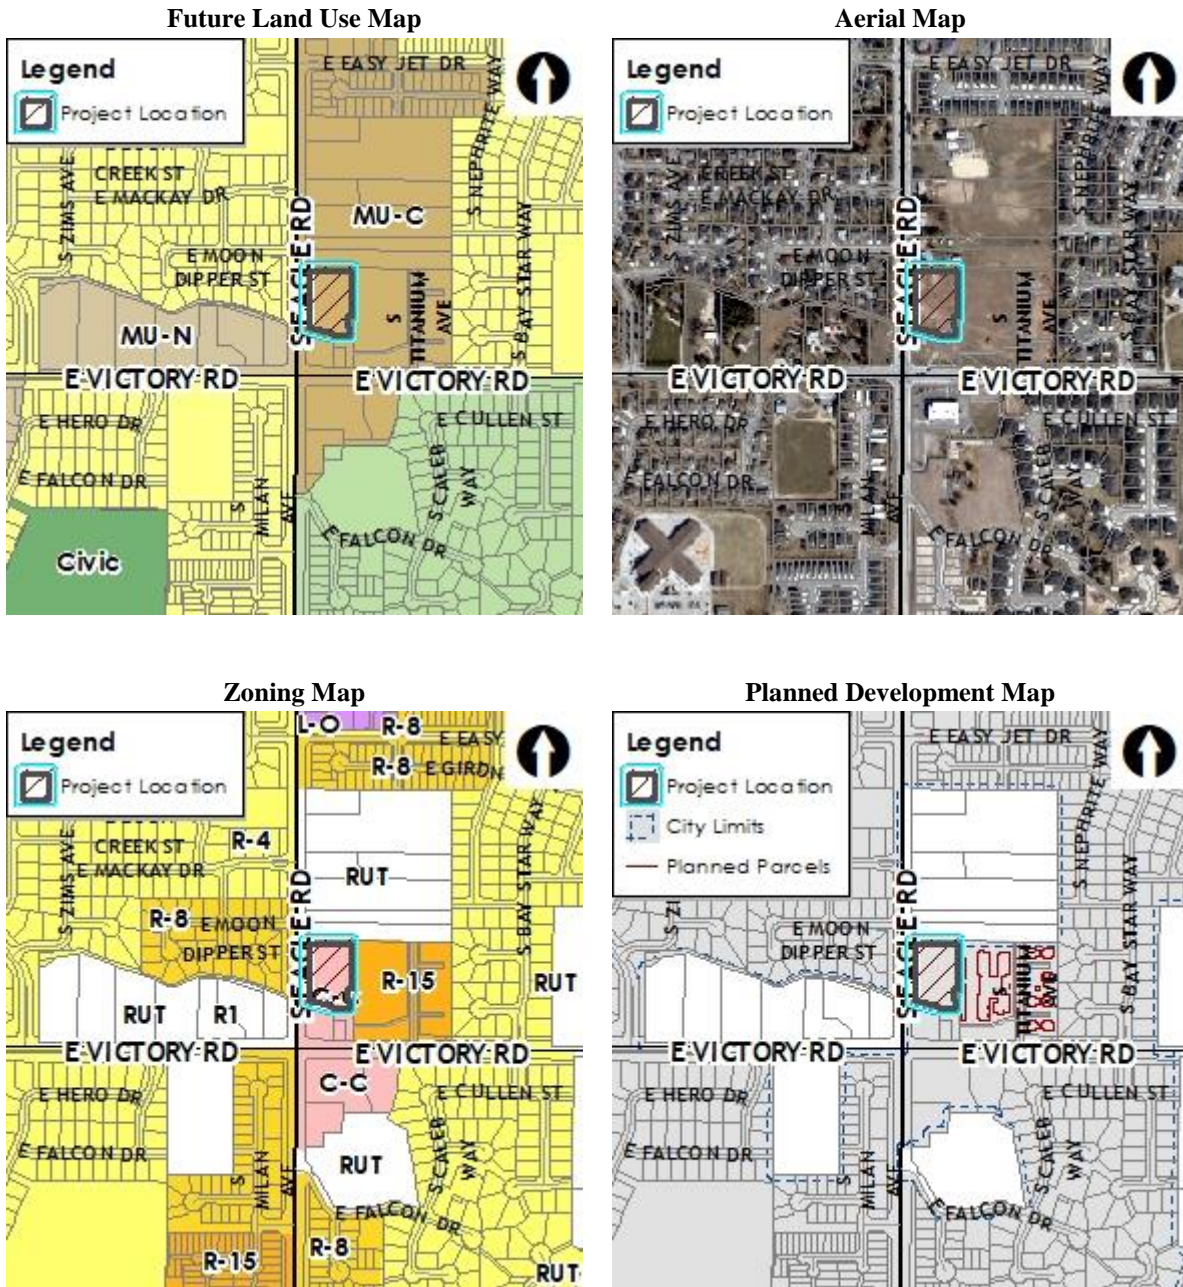 Future Land Use Map
Legend
Project Location
E EASY JET DR
S NEPHRITE WAY
S ZIMS AVE
CREEK ST
E MACKAY DR
MU-C
S EAGLE RD
E MOON
DIPPER ST
S
TITANIUM
AVE
S BAY STAR WAY
MU-N
E VICTORY RD
E VICTORY RD
E HERO DR
E CULLEN ST
E FALCON DR
S
MILAN
AVE
S CALEB
WAY
E FALCON DR
Civic
Aerial Map
Legend
Project Location
E EASY JET DR
S NEPHRITE WAY
S ZIMS AVE
CREEK ST
E MACKAY DR
S EAGLE RD
E MOON
DIPPER ST
S
TITANIUM
AVE
S BAY STAR WAY
E VICTORY RD
E VICTORY RD
E HERO DR
E CULLEN ST
E FALCON DR
S
MILAN
AVE
WAY
E FALCON DR
Zoning Map
Legend
Project Location
L-O
R-8
E EASY
R-8
E GIRDN
R-4
S ZIMS AVE
CREEK ST
E MACKAY DR
RUT
S EAGLE RD
S BAY STAR WAY
R-8
E MOON
DIPPER ST
R-15
RUT
RUT
R1
E VICTORY RD
E VICTORY RD
C-C
E HERO DR
E CULLEN ST
E FALCON DR
RUT
S
MILAN
AVE
WAY
E FALCON DR
R-15
R-8
RUT
Planned Development Map
Legend
Project Location
City Limits
Planned Parcels
E EASY JET DR
S NEPHRITE WAY
S EAGLE RD
E MOON
DIPPER ST
S
TITANIUM
AVE
S BAY STAR WAY
E VICTORY RD
E VICTORY RD
E HERO DR
E CULLEN ST
E FALCON DR
S
MILAN
AVE
WAY
E FALCON DR